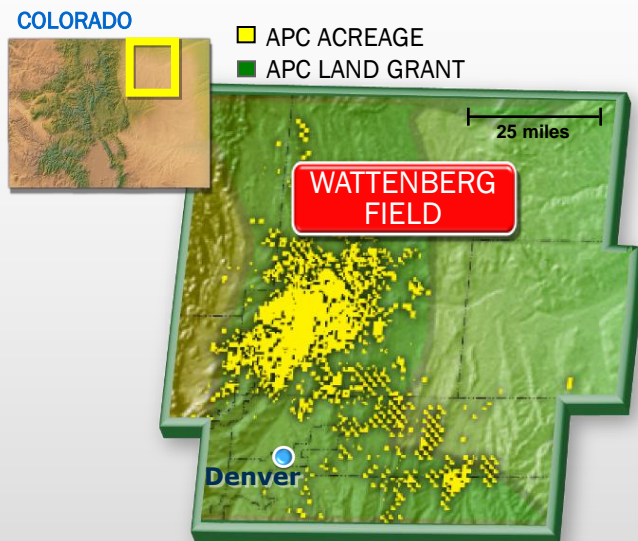 COLORADO
APC ACREAGE
APC LAND GRANT
25 miles
WATTENBERG
FIELD
Denver